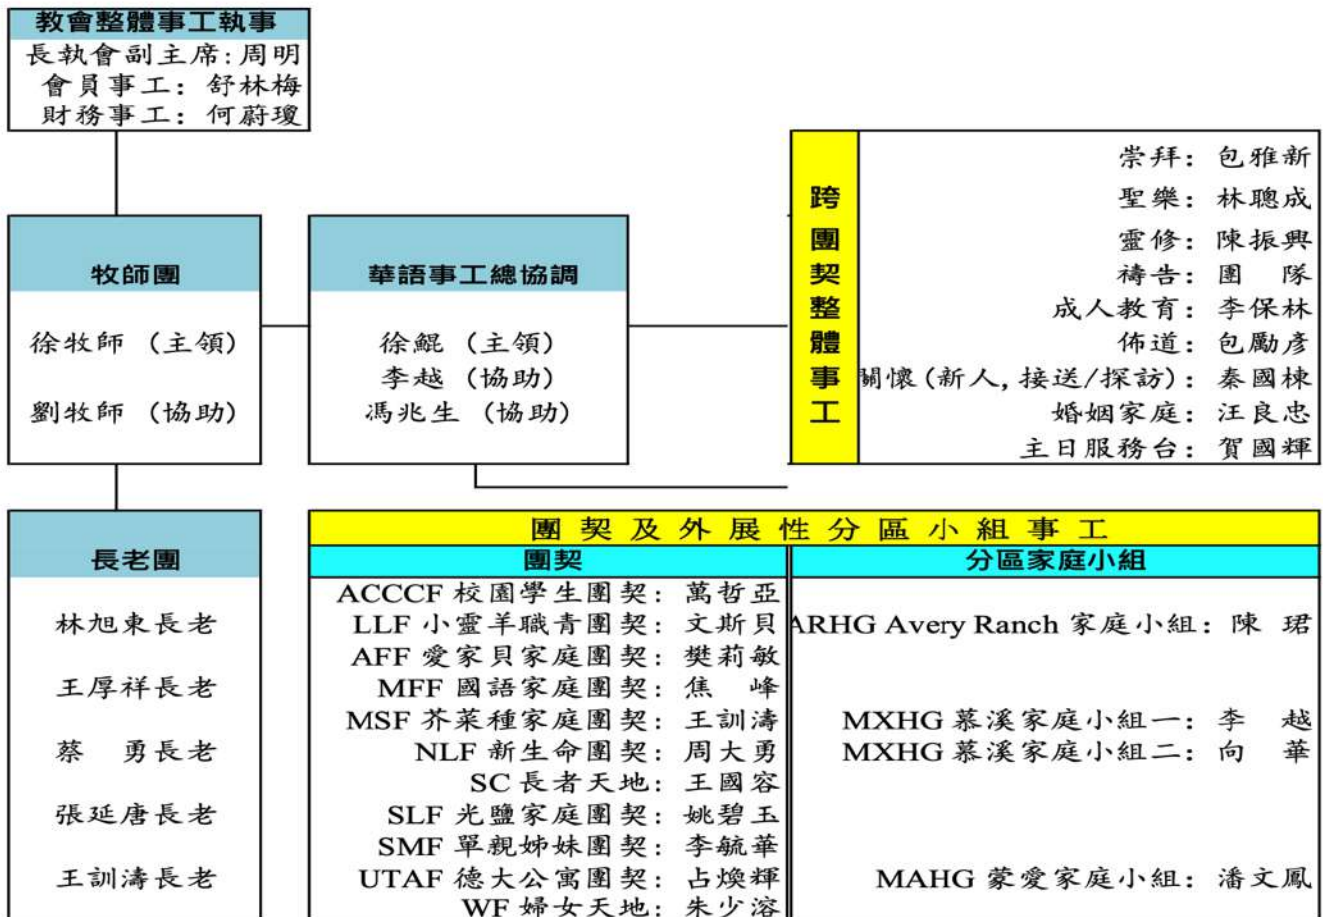 教會整體事工執事
長執會副主席:周明
會員事工: 舒林梅
財務事工: 何蔚瓊
牧師團
徐牧師 (主領)
劉牧師 (協助)
華語事工總協調
徐鯤 (主領)
李越 (協助)
馮兆生 (協助)
跨團契整體事工
崇拜: 包雅新
聖樂: 林聰成
靈修: 陳振興
禱告: 團 隊
成人教育: 李保林
佈道: 包勵彥
關懷(新人,接送/探訪): 秦國棟
婚姻家庭: 汪良忠
主日服務台: 賀國輝
長老團
林旭東長老
王厚祥長老
蔡 勇長老
張延唐長老
王訓濤長老
團 契 及 外 展 性 分 區 小 組 事 工
團契
ACCCF 校園學生團契: 萬哲亞
LLF 小靈羊職青團契: 文斯貝
AFF 愛家貝家庭團契: 樊莉敏
MFF 國語家庭團契: 焦 峰
MSF 芥菜種家庭團契: 王訓濤
NLF 新生命團契: 周大勇
SC 長者天地: 王國容
SLF 光鹽家庭團契: 姚碧玉
SMF 單親姊妹團契: 李毓華
UTAF 德大公寓團契: 占煥輝
WF 婦女天地: 朱少溶
分區家庭小組
ARHG Avery Ranch 家庭小組: 陳 珺
MXHG 慕溪家庭小組一: 李 越
MXHG 慕溪家庭小組二: 向 華
MAHG 蒙愛家庭小組: 潘文鳳